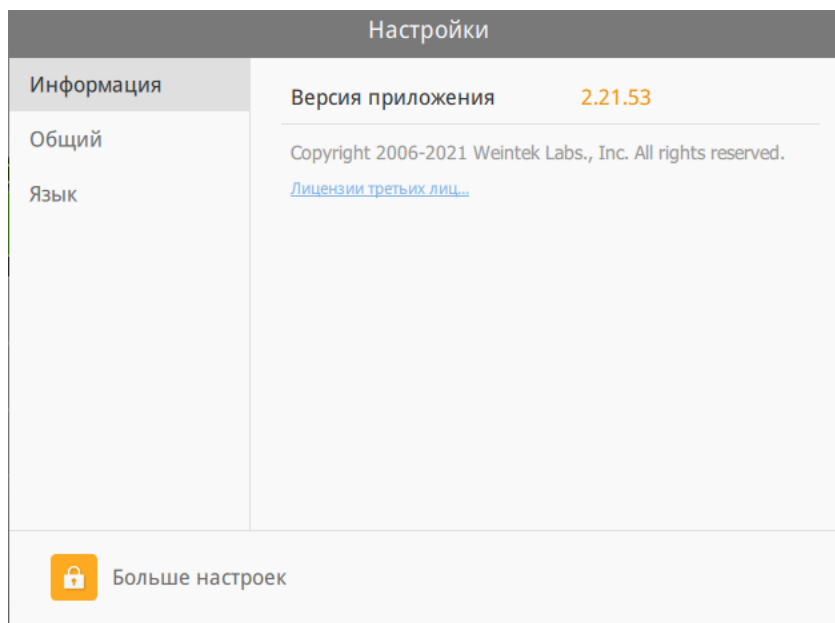 Настройки
Информация
Версия приложения 2.21.53
Общий
Copyright 2006-2021 Weintek Labs., Inc. All rights reserved.
Язык
Лицензии третьих лиц...
Больше настроек